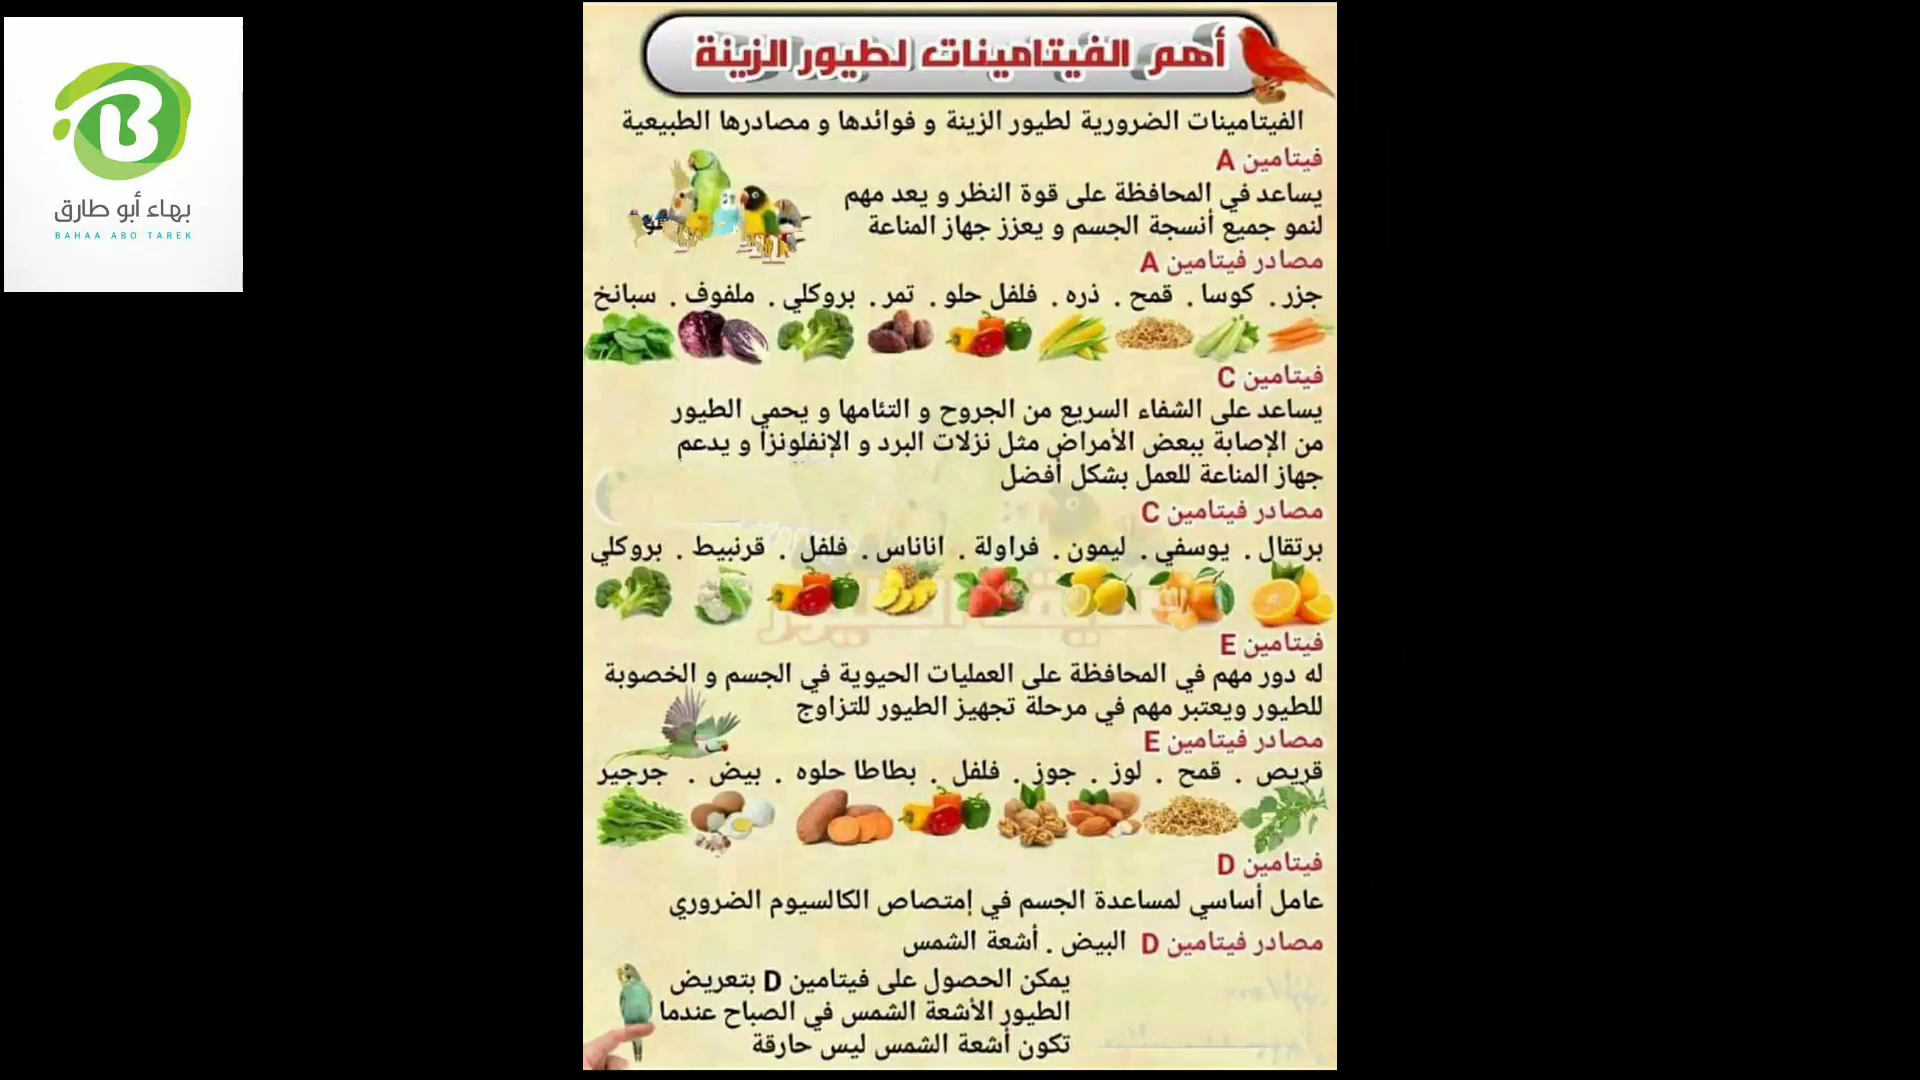 بهاء أبو طارق
BAHAA ABO TAREK
أهم الفيتامينات لطيور الزينة
الفيتامينات الضرورية لطيور الزينة و فوائدها و مصادرها الطبيعية
فيتامين A
يساعد في المحافظة على قوة النظر و يعد مهم
لنمو جميع أنسجة الجسم و يعزز جهاز المناعة
مصادر فيتامين A
جزر . كوسا . قمح . ذره . فلفل حلو . تمر . بروكلي . ملفوف . سبانخ
فيتامين C
يساعد على الشفاء السريع من الجروح و التئامها و يحمي الطيور
من الإصابة ببعض الأمراض مثل نزلات البرد و الإنفلونزا و يدعم
جهاز المناعة للعمل بشكل أفضل
مصادر فيتامين C
برتقال . يوسفي . ليمون . فراولة . اناناس . فلفل . قرنبيط . بروكلي
فيتامين E
له دور مهم في المحافظة على العمليات الحيوية في الجسم و الخصوبة
للطيور ويعتبر مهم في مرحلة تجهيز الطيور للتزاوج
مصادر فيتامين E
قريص . قمح . لوز . جوز . فلفل . بطاطا حلوه . بيض . جرجير
فيتامين D
عامل أساسي لمساعدة الجسم في إمتصاص الكالسيوم الضروري
مصادر فيتامين D البيض . أشعة الشمس
يمكن الحصول على فيتامين D بتعريض
الطيور الأشعة الشمس في الصباح عندما
تكون أشعة الشمس ليس حارقة